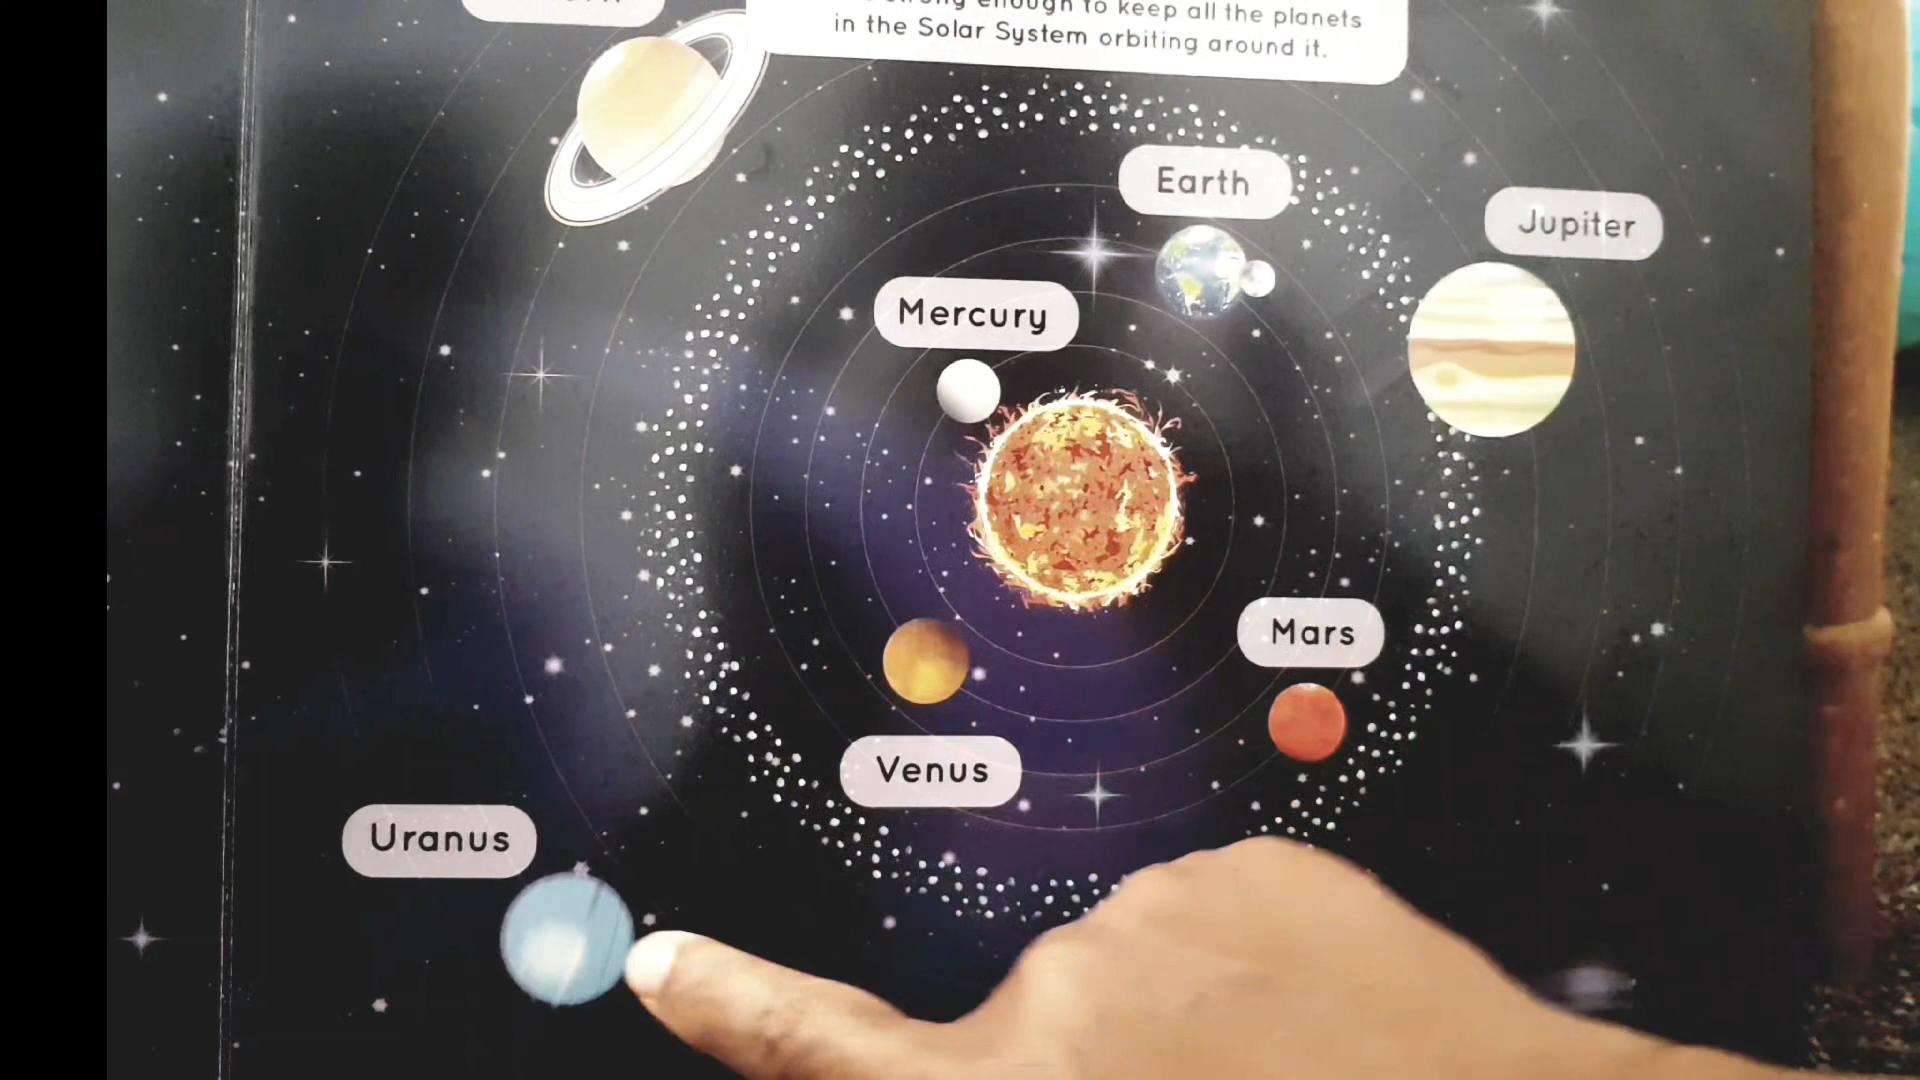 enough to keep all the planets
in the Solar System orbiting around it.
Earth
Jupiter
Mercury
Mars
Venus
Uranus